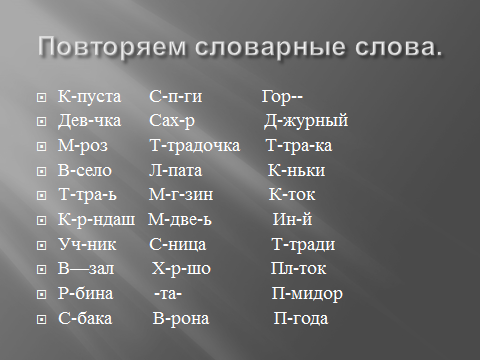 Повторяем словарные слова.
К-пуста С-п-ги Гор--
Дев-чка Сах-р Д-журный
М-роз Т-традочка Т-тра-ка
В-село Л-пата К-ньки
Т-тра-ь М-г-зин К-ток
К-р-ндаш М-две-ь Ин-й
Уч-ник С-ница Т-тради
В—зал Х-р-шо Пл-ток
Р-бина -та- П-мидор
С-бака В-рона П-года